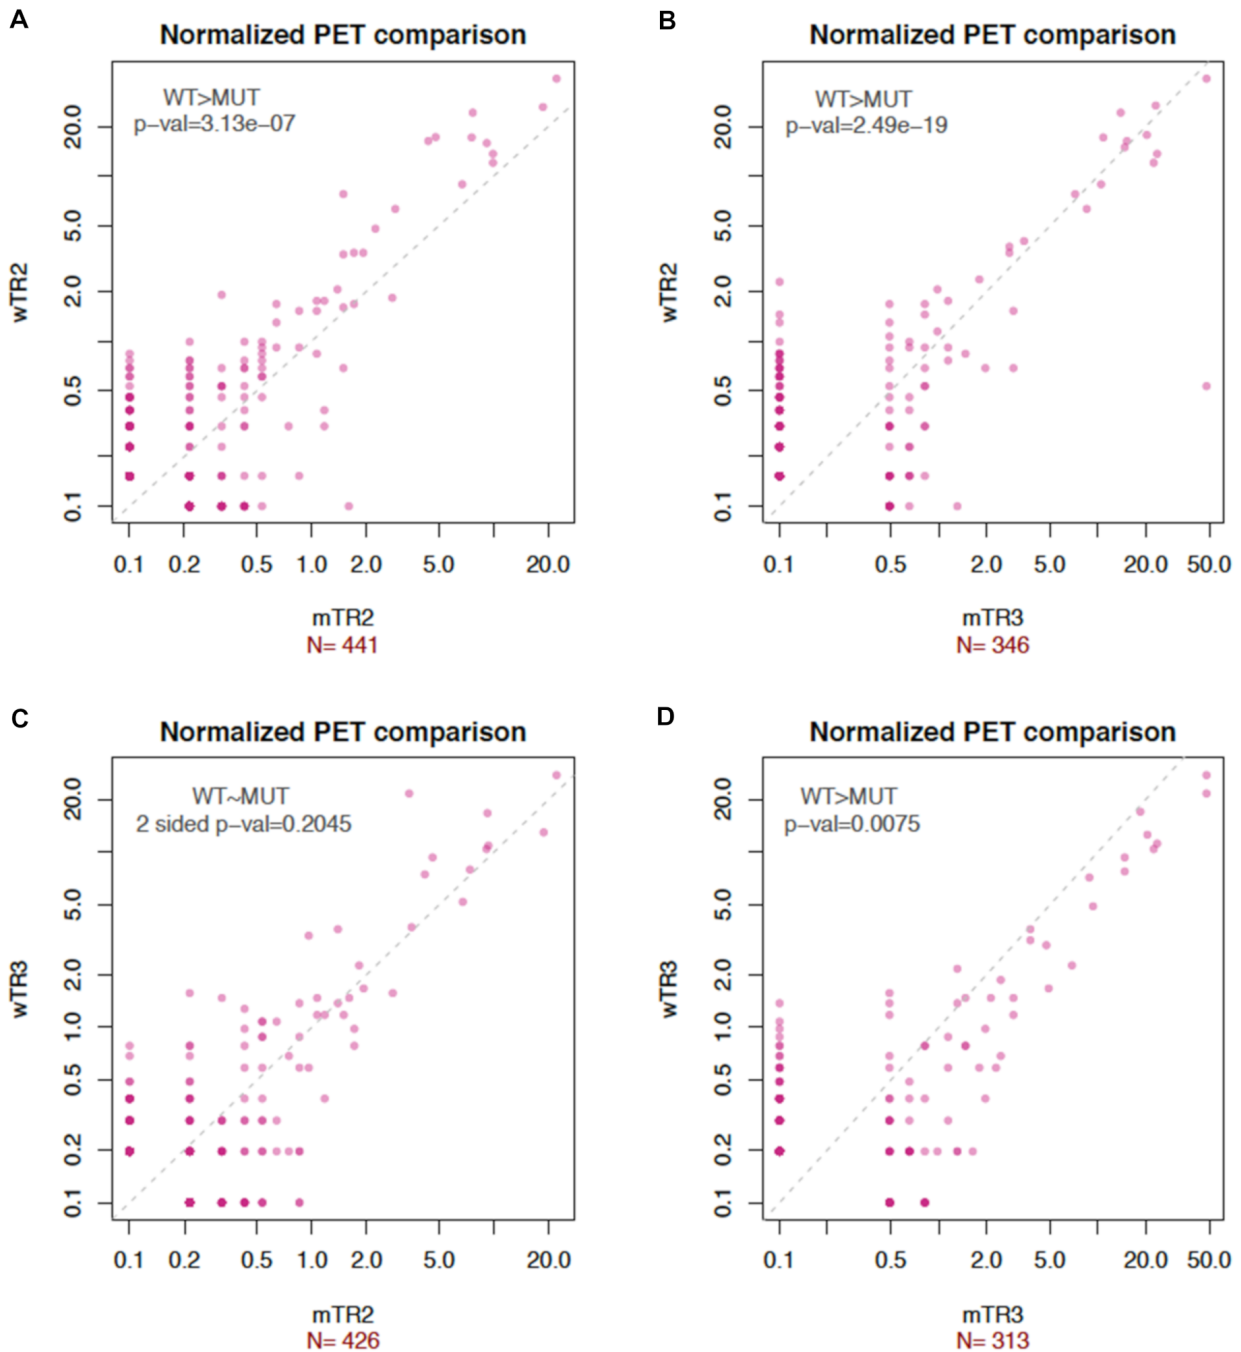 A
Normalized PET comparison
WT>MUT
p−val=3.13e−07
wTR2
20.0
5.0
2.0
0.5
0.1
0.1 0.2 0.5 1.0 2.0 5.0 20.0
mTR2
N= 441
B
Normalized PET comparison
WT>MUT
p−val=2.49e−19
wTR2
20.0
5.0
2.0
0.5
0.1
0.1 0.5 2.0 5.0 20.0 50.0
mTR3
N= 346
C
Normalized PET comparison
WT~MUT
2 sided p−val=0.2045
wTR3
20.0
5.0
2.0
1.0
0.5
0.2
0.1
0.1 0.2 0.5 1.0 2.0 5.0 20.0
mTR2
N= 426
D
Normalized PET comparison
WT>MUT
p−val=0.0075
wTR3
20.0
5.0
2.0
1.0
0.5
0.2
0.1
0.1 0.5 2.0 5.0 20.0 50.0
mTR3
N= 313